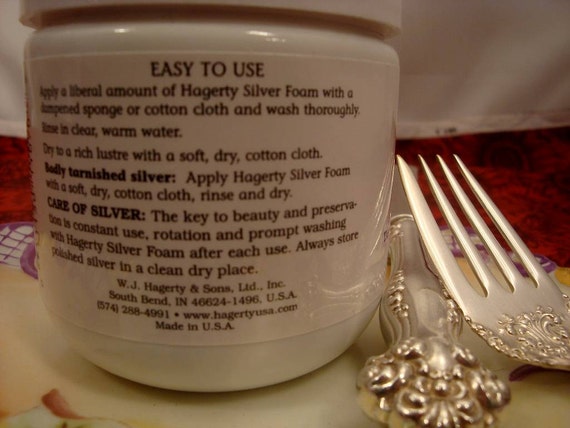 EASY TO USE
Apply a liberal amount of Hagerty Silver Foam with a
dampened sponge or cotton cloth and wash thoroughly.
Rinse in clear, warm water.
Dry to a rich lustre with a soft, dry, cotton cloth.
Badly tarnished silver: Apply Hagerty Silver Foam
with a soft, dry, cotton cloth, rinse and dry.
CARE OF SILVER: The key to beauty and preserva-
tion is constant use, rotation and prompt washing
with Hagerty Silver Foam after each use. Always store
polished silver in a clean dry place.
W.J. Hagerty & Sons, Ltd., Inc.
South Bend, IN 46624-1496, U.S.A.
(574) 288-4991 • www.hagertyusa.com
Made in U.S.A.